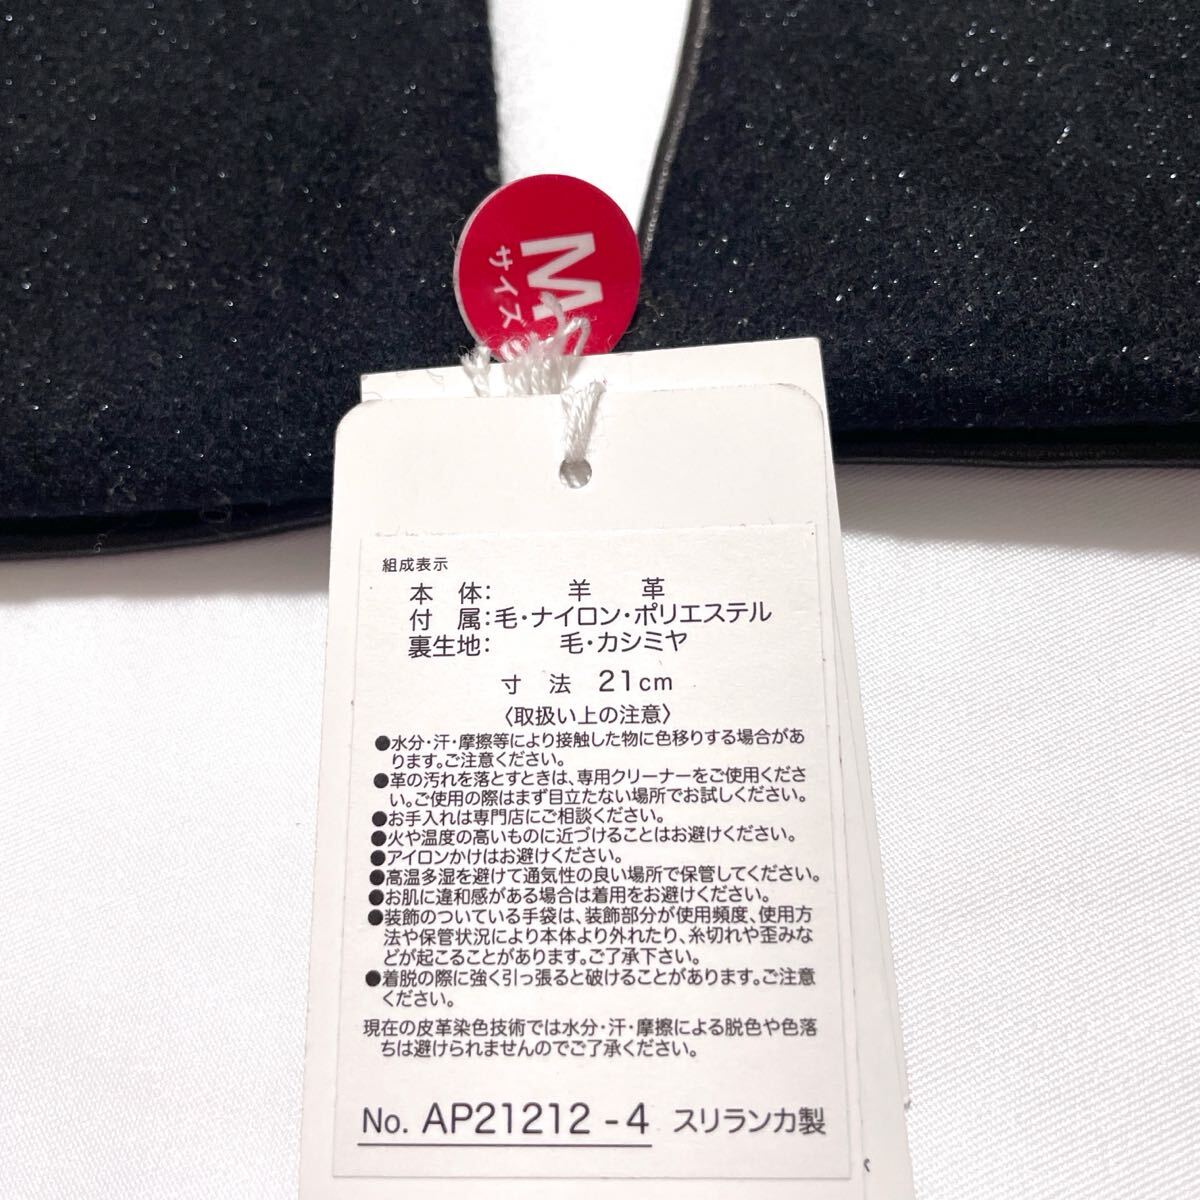 M
サイズ
組成表示
本 体: 羊 革
付 属:毛・ナイロン・ポリエステル
裏生地: 毛・カシミヤ
寸 法 21cm
〈取扱い上の注意〉
●水分・汗・摩擦等により接触した物に色移りする場合があ
ります。ご注意ください。
●革の汚れを落とすときは、専用クリーナーをご使用くださ
い。ご使用の際はまず目立たない場所でお試しください。
●お手入れは専門店にご相談ください。
●火や温度の高いものに近づけることはお避けください。
●アイロンかけはお避けください。
●高温多湿を避けて通気性の良い場所で保管してください。
●お肌に違和感がある場合は着用をお避けください。
●装飾のついている手袋は、装飾部分が使用頻度、使用方
法や保管状況により本体より外れたり、糸切れや歪みな
どが起こることがあります。ご了承下さい。
●着脱の際に強く引っ張ると破けることがあります。ご注意
ください。
現在の皮革染色技術では水分・汗・摩擦による脱色や色落
ちは避けられませんのでご了承ください。
No. AP21212-4 スリランカ製